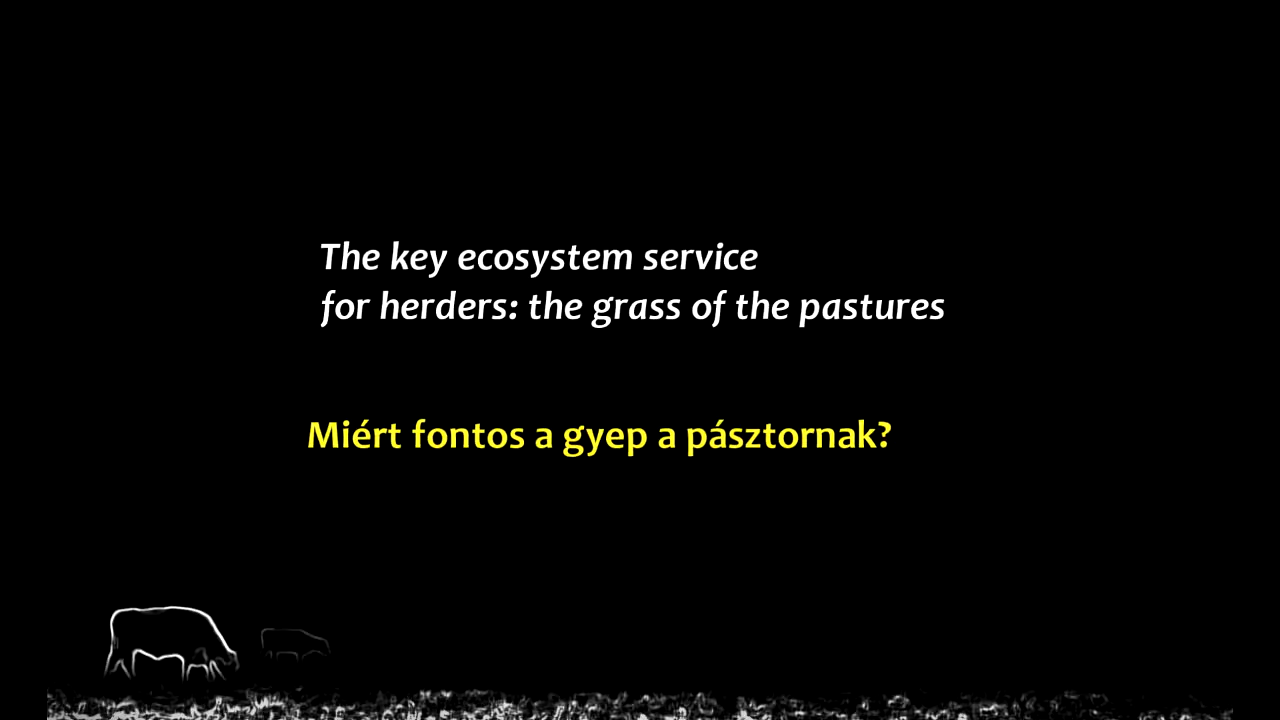 The key ecosystem service
for herders: the grass of the pastures
Miért fontos a gyep a pásztornak?